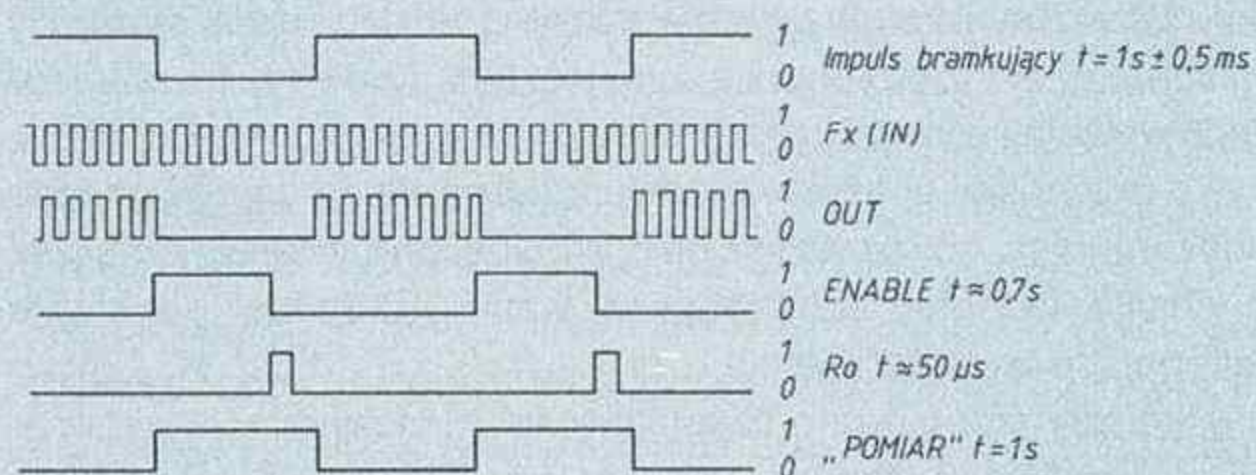 1
Impuls bramkujący t = 1s ± 0,5 ms
0
1
Fx (IN)
0
1
OUT
0
1
ENABLE t ≈ 0,7s
0
1
Ro t ≈ 50 µs
0
1
„POMIAR" t = 1s
0